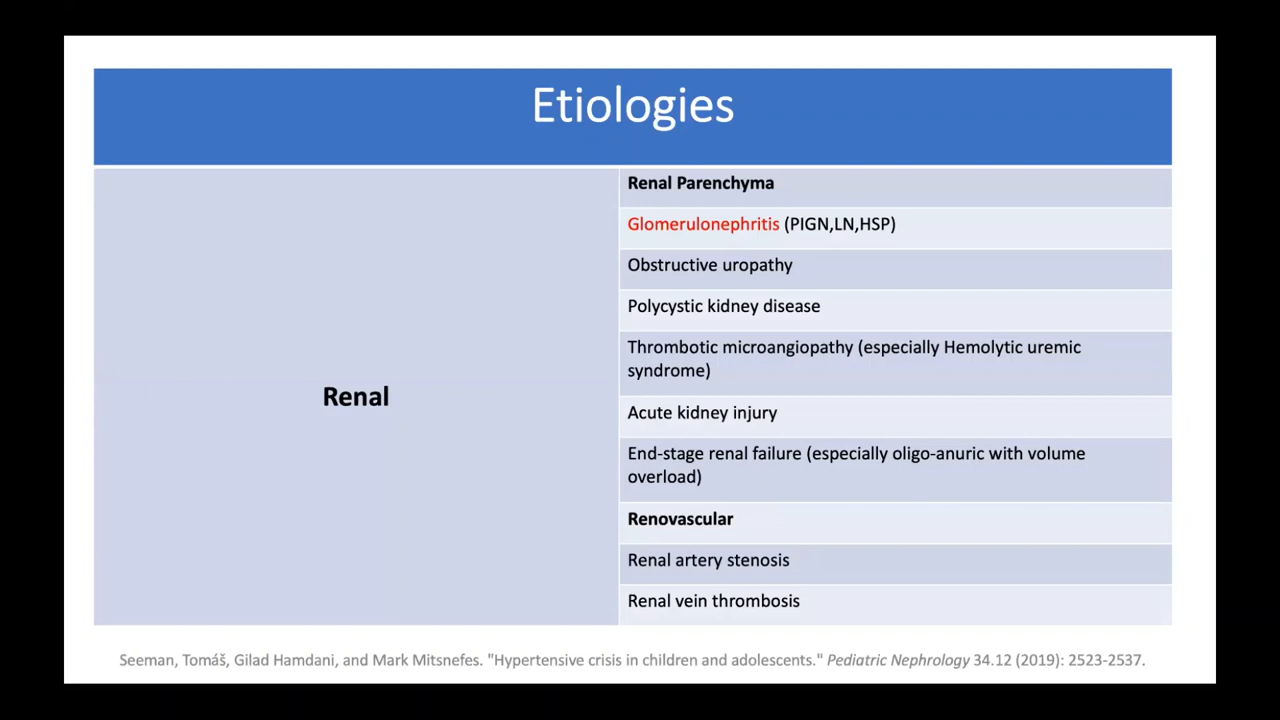 Etiologies
Renal
Renal Parenchyma
Glomerulonephritis (PIGN,LN,HSP)
Obstructive uropathy
Polycystic kidney disease
Thrombotic microangiopathy (especially Hemolytic uremic
syndrome)
Acute kidney injury
End-stage renal failure (especially oligo-anuric with volume
overload)
Renovascular
Renal artery stenosis
Renal vein thrombosis
Seeman, Tomáš, Gilad Hamdani, and Mark Mitsnefes. "Hypertensive crisis in children and adolescents." Pediatric Nephrology 34.12 (2019): 2523-2537.